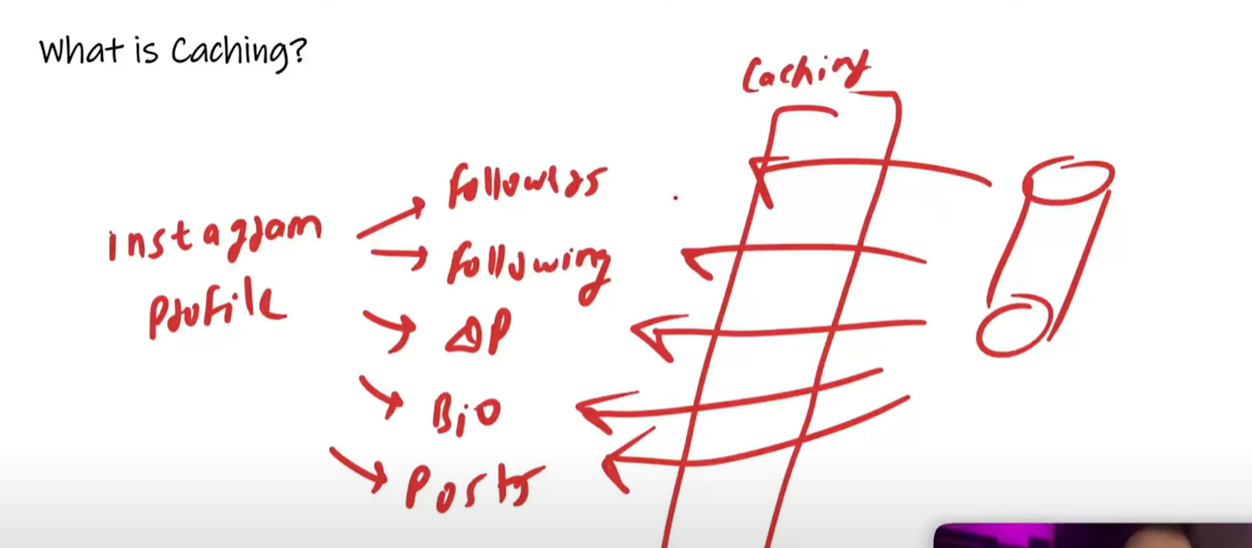 What is Caching?
Caching
instagram
profile
followers
following
DP
Bio
Posts